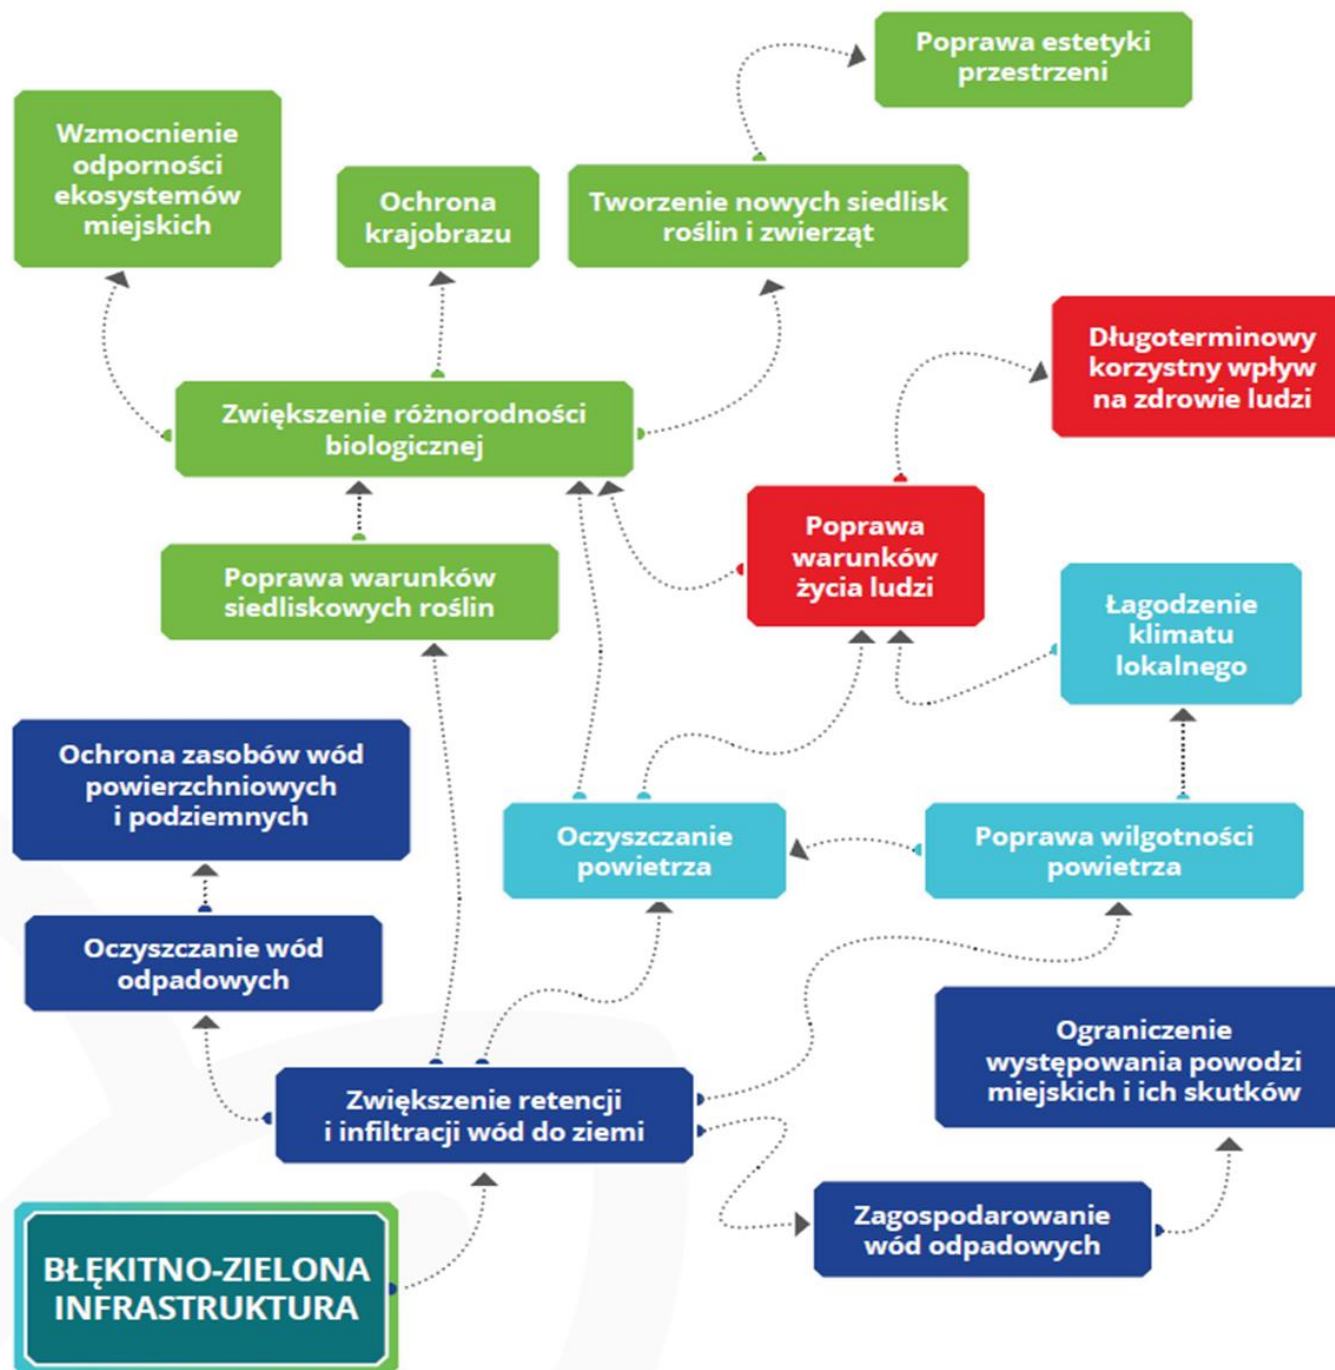 Poprawa estetyki
przestrzeni
Wzmocnienie
odporności
ekosystemów
miejskich
Ochrona
krajobrazu
Tworzenie nowych siedlisk
roślin i zwierząt
Długoterminowy
korzystny wpływ
na zdrowie ludzi
Zwiększenie różnorodności
biologicznej
Poprawa
warunków
życia ludzi
Poprawa warunków
siedliskowych roślin
Łagodzenie
klimatu
lokalnego
Ochrona zasobów wód
powierzchniowych
i podziemnych
Oczyszczanie
powietrza
Poprawa wilgotności
powietrza
Oczyszczanie wód
odpadowych
Ograniczenie
występowania powodzi
miejskich i ich skutków
Zwiększenie retencji
i infiltracji wód do ziemi
Zagospodarowanie
wód odpadowych
BŁĘKITNO-ZIELONA
INFRASTRUKTURA